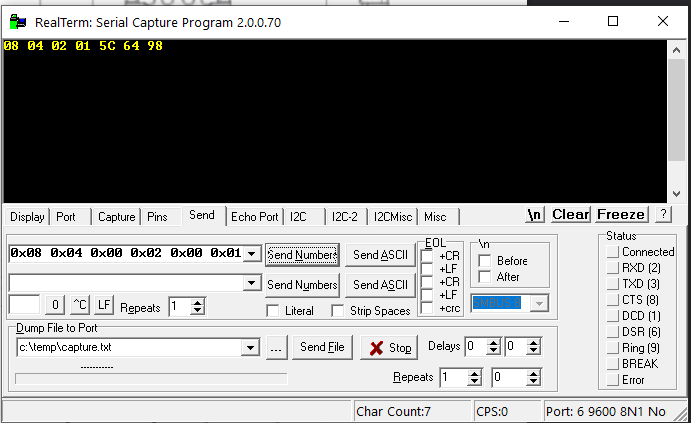 RealTerm: Serial Capture Program 2.0.0.70
08 04 02 01 5C 64 98
Display Port Capture Pins Send Echo Port I2C I2C-2 I2CMisc Misc \n Clear Freeze ?
0x08 0x04 0x00 0x02 0x00 0x01 Send Numbers Send ASCII
Send Numbers Send ASCII
0 ^C LF Repeats 1 Literal Strip Spaces
EOL
+CR
+LF
+CR
+LF
+crc
\n
Before
After
Dump File to Port
c:\temp\capture.txt ... Send File Stop Delays 0 0
----------- Repeats 1 0
Status
Connected
RXD (2)
TXD (3)
CTS (8)
DCD (1)
DSR (6)
Ring (9)
BREAK
Error
Char Count:7 CPS:0 Port: 6 9600 8N1 No